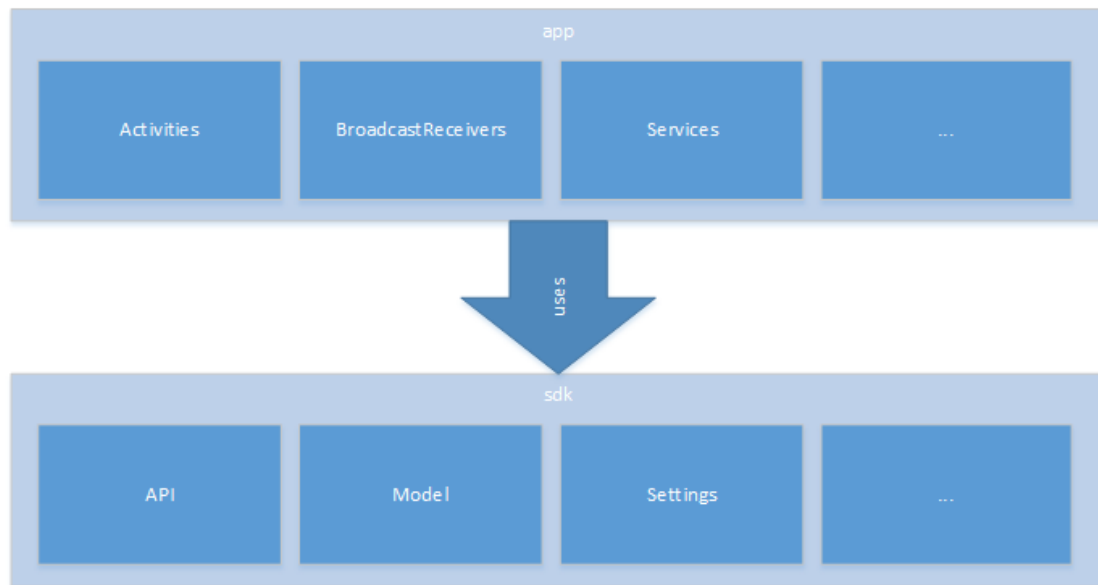 app
Activities
BroadcastReceivers
Services
...
uses
sdk
API
Model
Settings
...